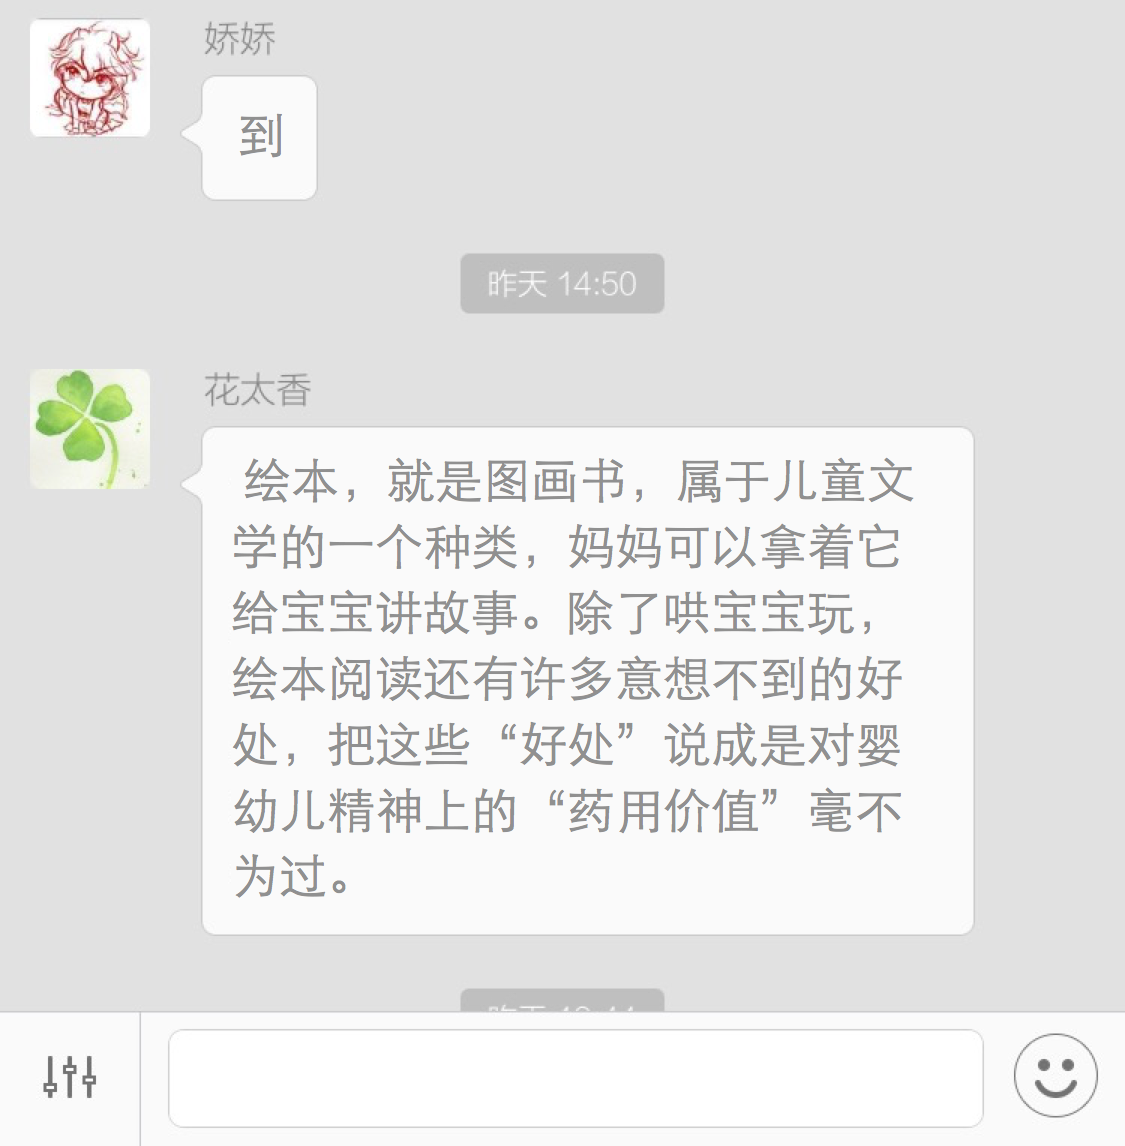 娇娇
到
昨天 14:50
花太香
绘本，就是图画书，属于儿童文
学的一个种类，妈妈可以拿着它
给宝宝讲故事。除了哄宝宝玩，
绘本阅读还有许多意想不到的好
处，把这些“好处”说成是对婴
幼儿精神上的“药用价值”毫不
为过。
昨天